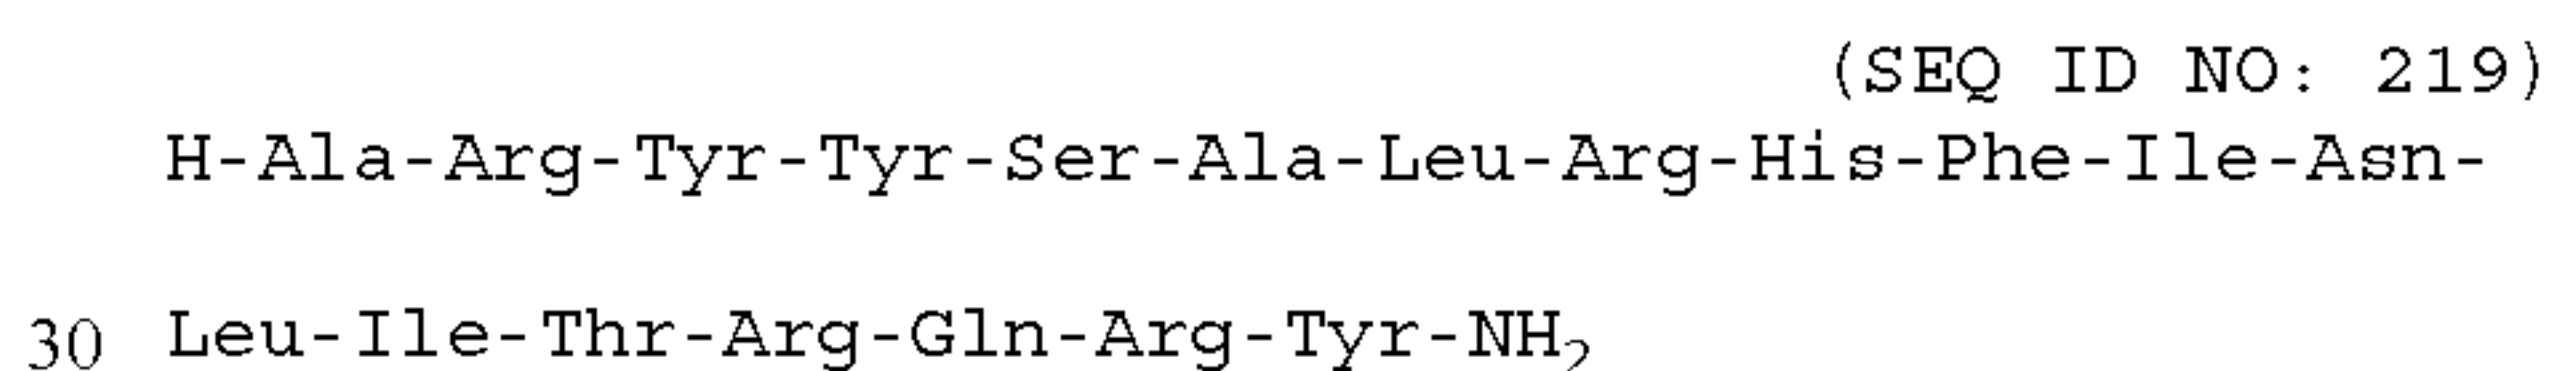 (SEQ ID NO: 219)
H-Ala-Arg-Tyr-Tyr-Ser-Ala-Leu-Arg-His-Phe-Ile-Asn-
30 Leu-Ile-Thr-Arg-Gln-Arg-Tyr-NH₂